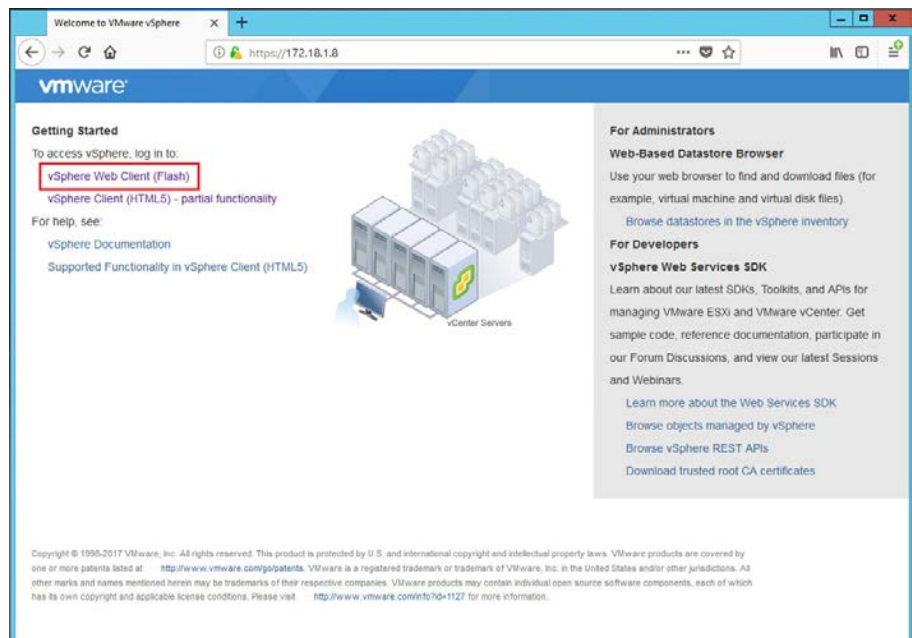 Welcome to VMware vSphere
https://172.18.1.8
vmware
Getting Started
To access vSphere, log in to:
vSphere Web Client (Flash)
vSphere Client (HTML5) - partial functionality
For help, see:
vSphere Documentation
Supported Functionality in vSphere Client (HTML5)
vCenter Servers
For Administrators
Web-Based Datastore Browser
Use your web browser to find and download files (for
example, virtual machine and virtual disk files).
Browse datastores in the vSphere inventory
For Developers
vSphere Web Services SDK
Learn about our latest SDKs, Toolkits, and APIs for
managing VMware ESXi and VMware vCenter. Get
sample code, reference documentation, participate in
our Forum Discussions, and view our latest Sessions
and Webinars.
Learn more about the Web Services SDK
Browse objects managed by vSphere
Browse vSphere REST APIs
Download trusted root CA certificates
Copyright © 1998-2017 VMware, Inc. All rights reserved. This product is protected by U.S. and international copyright and intellectual property laws. VMware products are covered by
one or more patents listed at http://www.vmware.com/go/patents. VMware is a registered trademark or trademark of VMware, Inc. in the United States and/or other jurisdictions. All
other marks and names mentioned herein may be trademarks of their respective companies. VMware products may contain individual open source software components, each of which
has its own copyright and applicable license conditions. Please visit http://www.vmware.com/info?id=1127 for more information.